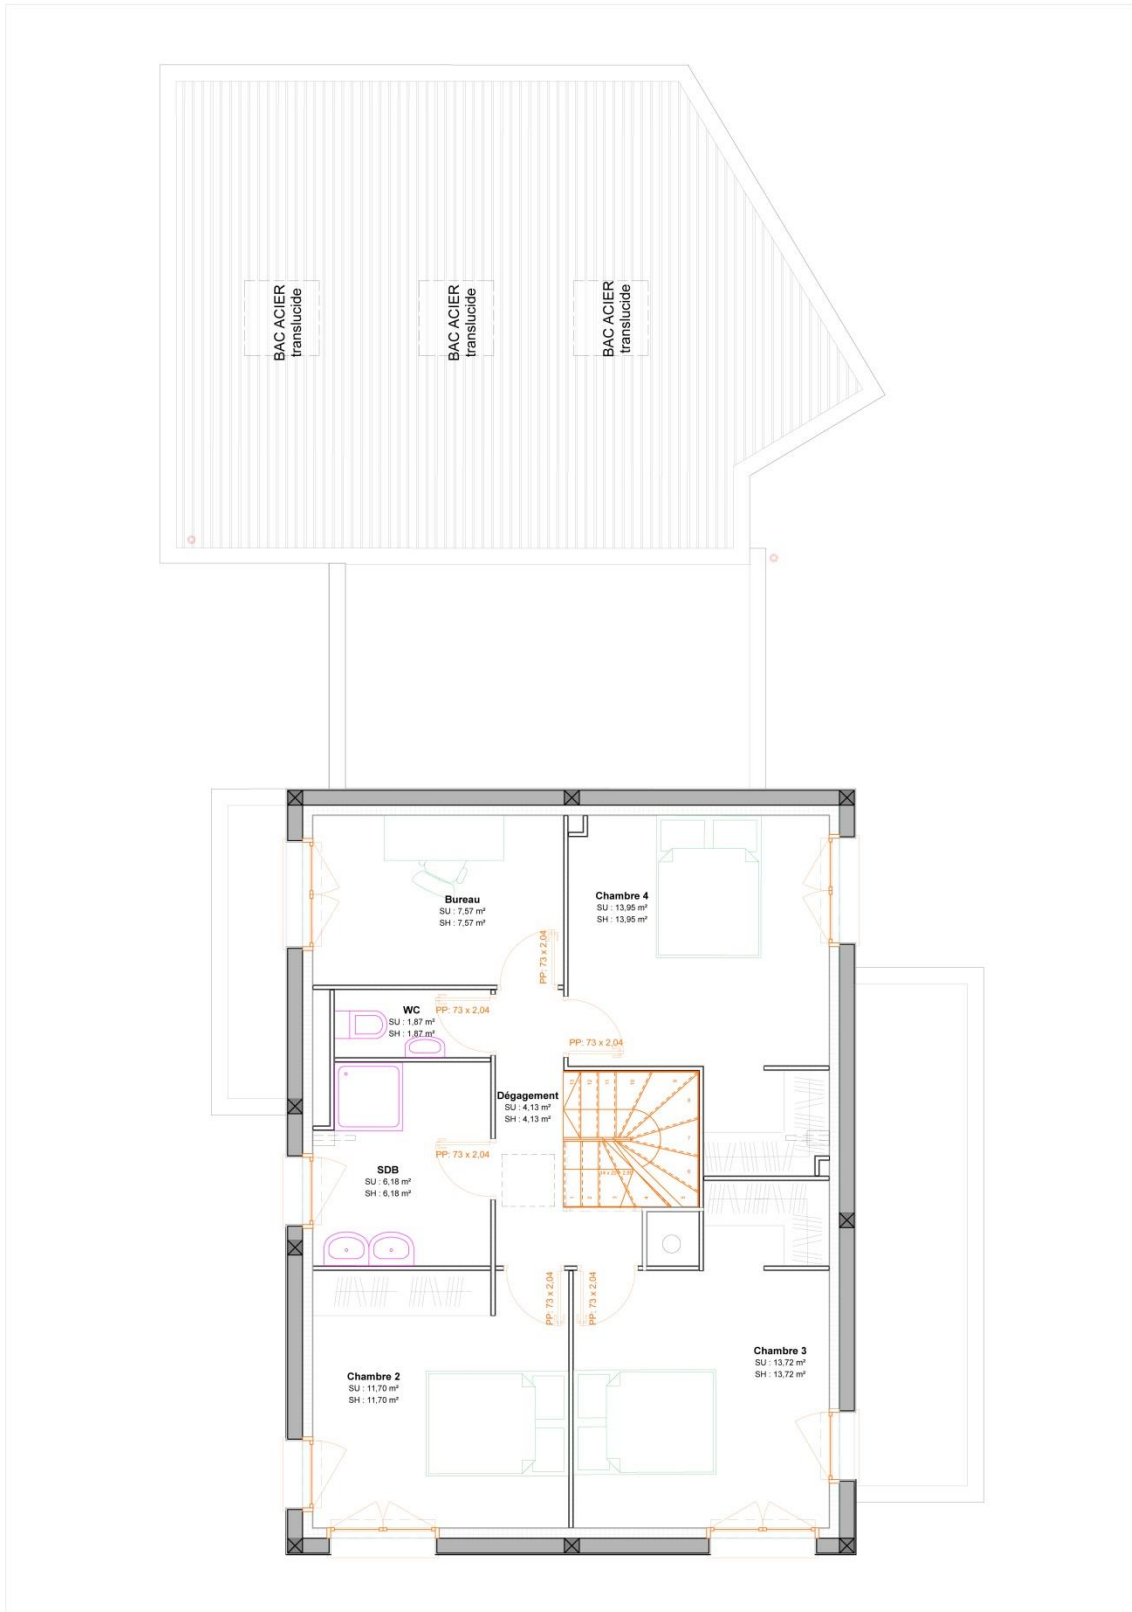 BAC ACIER
translucide
BAC ACIER
translucide
BAC ACIER
translucide
Bureau
SU : 7,57 m²
SH : 7,57 m²
Chambre 4
SU : 13,95 m²
SH : 13,95 m²
PP: 73 x 2,04
WC
SU : 1,87 m²
SH : 1,87 m²
PP: 73 x 2,04
PP: 73 x 2,04
Dégagement
SU : 4,13 m²
SH : 4,13 m²
PP: 73 x 2,04
SDB
SU : 6,18 m²
SH : 6,18 m²
PP: 73 x 2,04
PP: 73 x 2,04
Chambre 3
SU : 13,72 m²
SH : 13,72 m²
Chambre 2
SU : 11,70 m²
SH : 11,70 m²